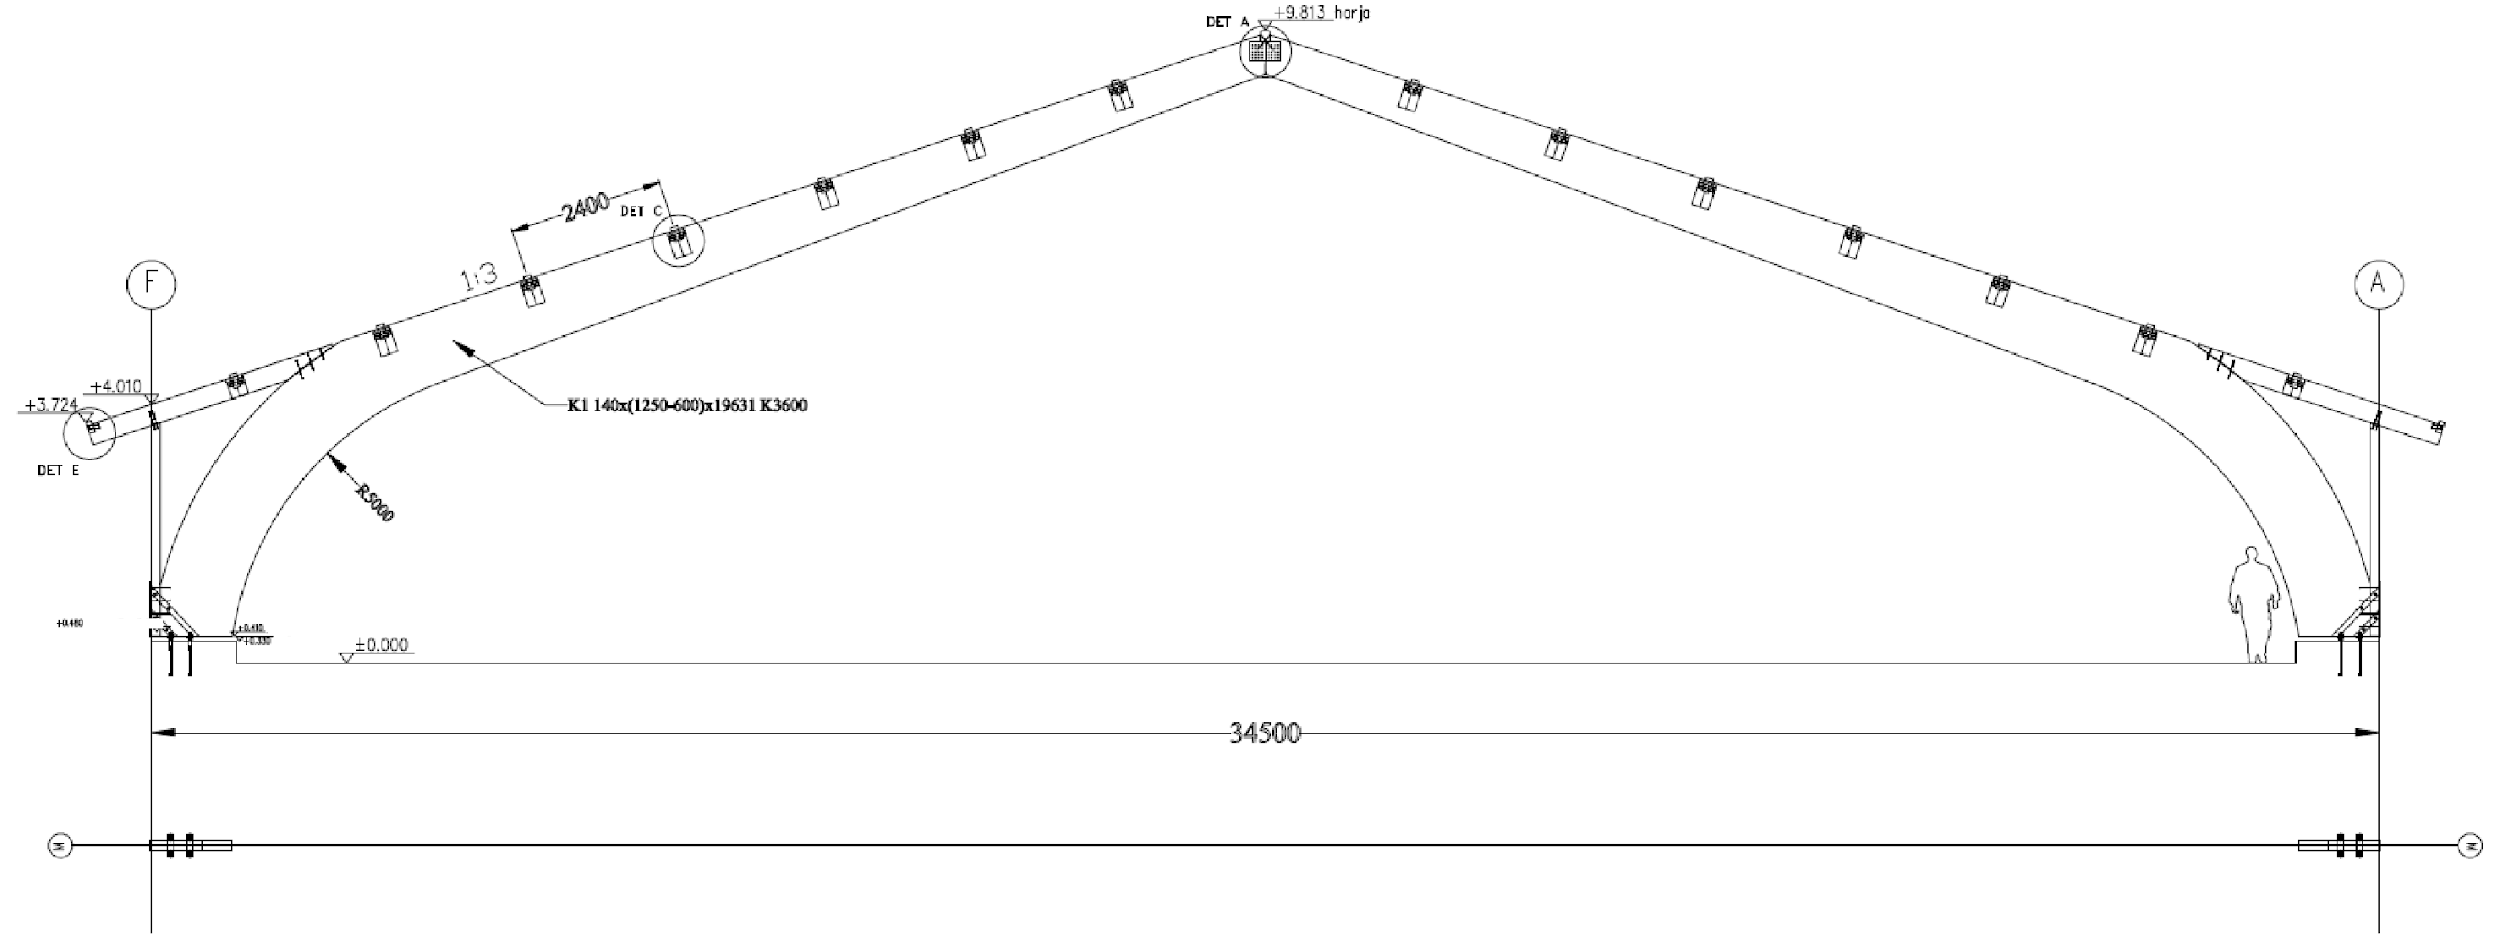 DET A
+9.813 horja
2400
DET C
1:3
F
A
+4.010
+3.724
K1 140x(1250-600)x19631 K3600
DET E
R5000
±0.000
34500